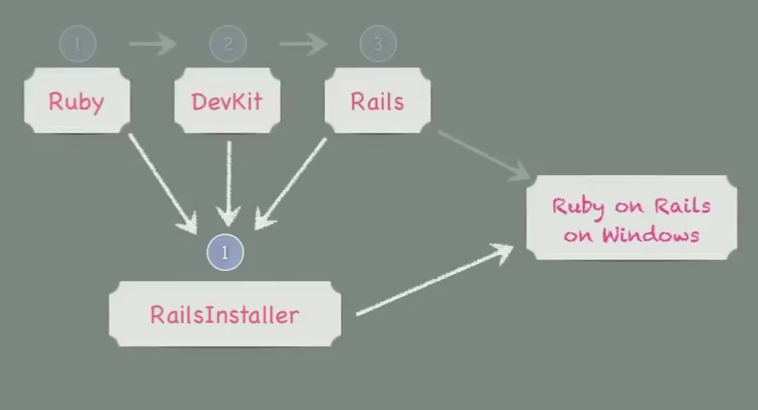 1 2 3
Ruby DevKit Rails
Ruby on Rails
on Windows
1
RailsInstaller